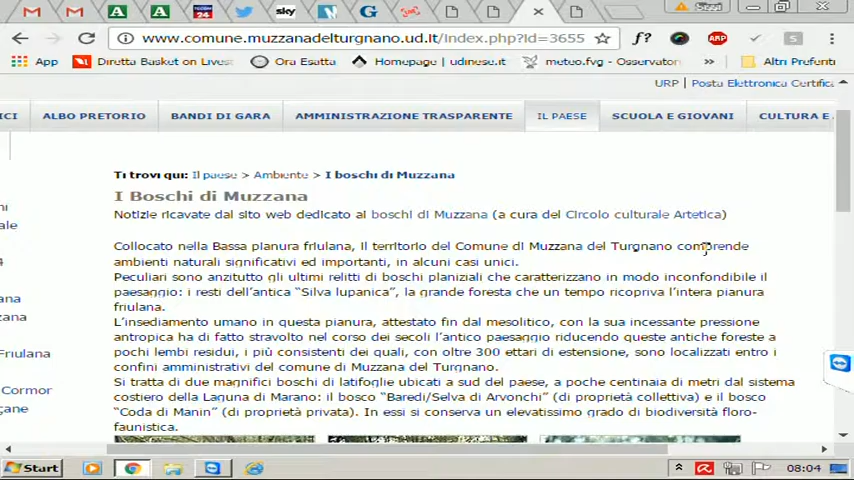 Sizzi
www.comune.muzzanadelturgnano.ud.it/index.php?id=3655
f?
ABP
App
Diretta Basket on Lives
Ora Esatta
Homepage | udinese.it
meteo.fvg - Osservator
»
Altri Preferiti
URP | Posta Elettronica Certifica
ICI
ALBO PRETORIO
BANDI DI GARA
AMMINISTRAZIONE TRASPARENTE
IL PAESE
SCUOLA E GIOVANI
CULTURA E
Ti trovi qui: Il paese > Ambiente > I boschi di Muzzana
I Boschi di Muzzana
Notizie ricavate dal sito web dedicato ai boschi di Muzzana (a cura del Circolo culturale Artetica)
Collocato nella Bassa pianura friulana, il territorio del Comune di Muzzana del Turgnano comprende
ambienti naturali significativi ed importanti, in alcuni casi unici.
Peculiari sono anzitutto gli ultimi relitti di boschi planiziali che caratterizzano in modo inconfondibile il
paesaggio: i resti dell'antica "Silva lupanica", la grande foresta che un tempo ricopriva l'intera pianura
friulana.
L'insediamento umano in questa pianura, attestato fin dal mesolitico, con la sua incessante pressione
antropica ha di fatto stravolto nel corso dei secoli l'antico paesaggio riducendo queste antiche foreste a
pochi lembi residui, i più consistenti dei quali, con oltre 300 ettari di estensione, sono localizzati entro i
confini amministrativi del comune di Muzzana del Turgnano.
Si tratta di due magnifici boschi di latifoglie ubicati a sud del paese, a poche centinaia di metri dal sistema
costiero della Laguna di Marano: il bosco "Baredi/Selva di Arvonchi" (di proprietà collettiva) e il bosco
"Coda di Manin" (di proprietà privata). In essi si conserva un elevatissimo grado di biodiversità floro-
faunistica.
Friulana
Cormor
Start
08:04